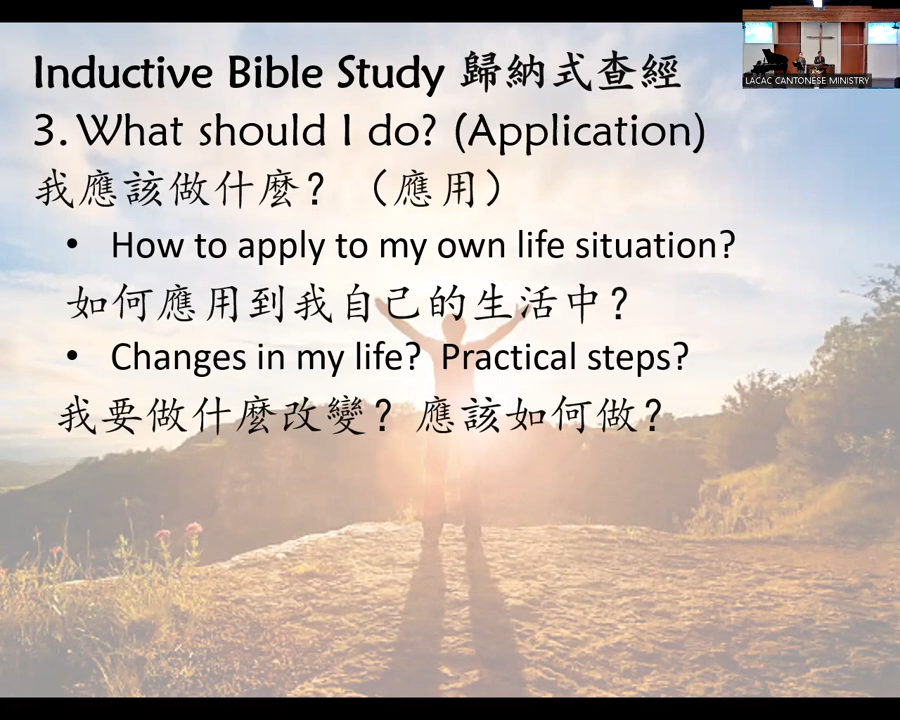 Inductive Bible Study 歸納式查經
3. What should I do? (Application)
我應該做什麼？（應用）
• How to apply to my own life situation?
如何應用到我自己的生活中？
• Changes in my life? Practical steps?
我要做什麼改變？應該如何做？
LACAC CANTONESE MINISTRY